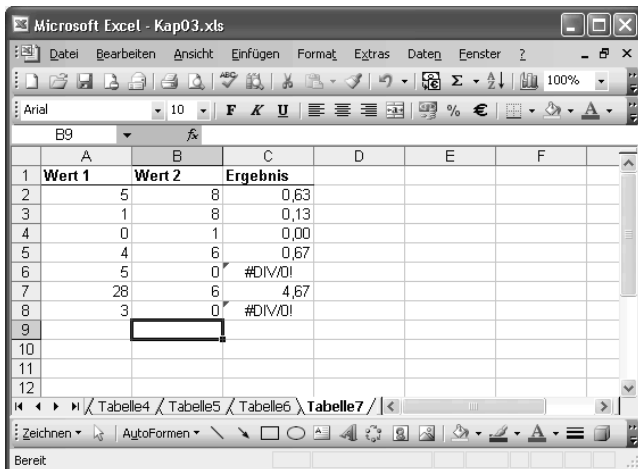 Microsoft Excel - Kap03.xls
Datei Bearbeiten Ansicht Einfügen Format Extras Daten Fenster ?
ABC Σ AZ 100%
Arial 10 F K U % € A
B9 fx
A B C D E F
1 Wert 1 Wert 2 Ergebnis
2 5 8 0,63
3 1 8 0,13
4 0 1 0,00
5 4 6 0,67
6 5 0 #DIV/0!
7 28 6 4,67
8 3 0 #DIV/0!
9
10
11
12
Tabelle4 Tabelle5 Tabelle6 Tabelle7
Zeichnen AutoFormen A A
Bereit